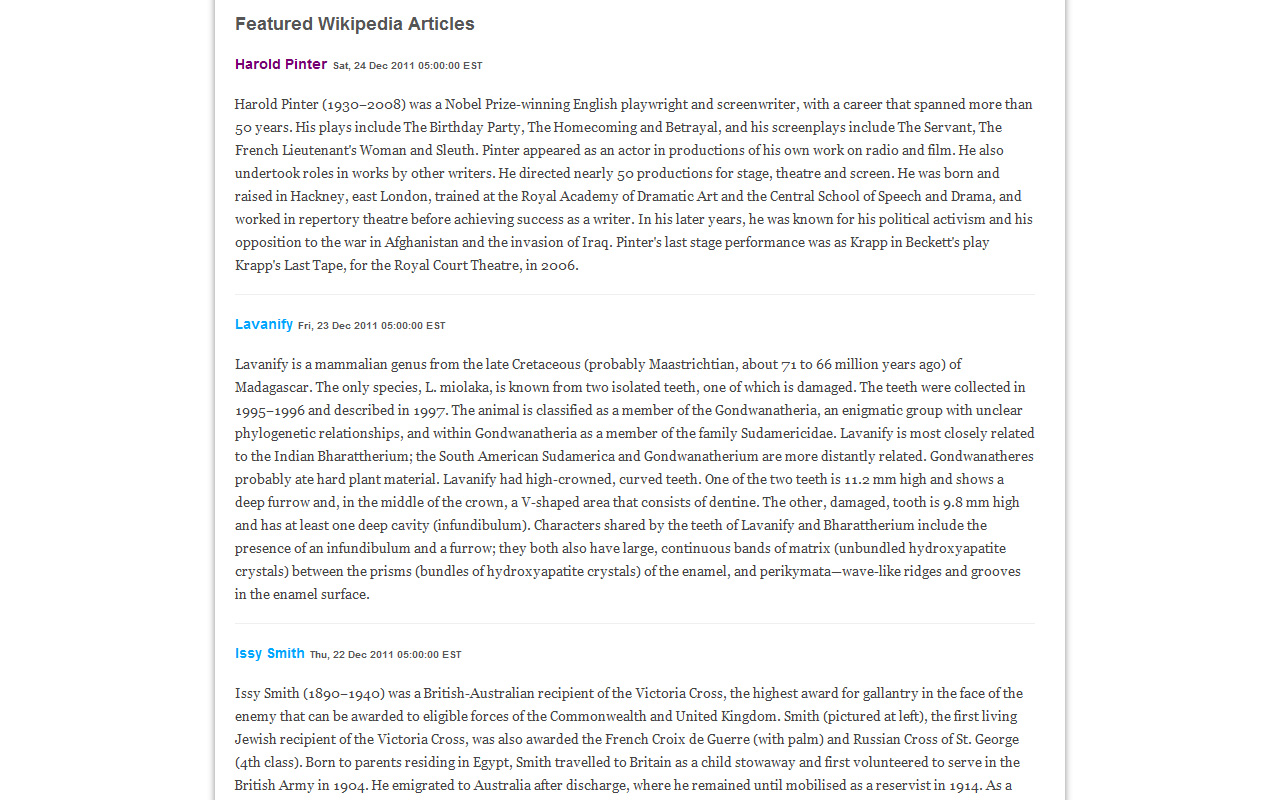 Featured Wikipedia Articles
Harold Pinter Sat, 24 Dec 2011 05:00:00 EST
Harold Pinter (1930–2008) was a Nobel Prize-winning English playwright and screenwriter, with a career that spanned more than
50 years. His plays include The Birthday Party, The Homecoming and Betrayal, and his screenplays include The Servant, The
French Lieutenant's Woman and Sleuth. Pinter appeared as an actor in productions of his own work on radio and film. He also
undertook roles in works by other writers. He directed nearly 50 productions for stage, theatre and screen. He was born and
raised in Hackney, east London, trained at the Royal Academy of Dramatic Art and the Central School of Speech and Drama, and
worked in repertory theatre before achieving success as a writer. In his later years, he was known for his political activism and his
opposition to the war in Afghanistan and the invasion of Iraq. Pinter's last stage performance was as Krapp in Beckett's play
Krapp's Last Tape, for the Royal Court Theatre, in 2006.
Lavanify Fri, 23 Dec 2011 05:00:00 EST
Lavanify is a mammalian genus from the late Cretaceous (probably Maastrichtian, about 71 to 66 million years ago) of
Madagascar. The only species, L. miolaka, is known from two isolated teeth, one of which is damaged. The teeth were collected in
1995–1996 and described in 1997. The animal is classified as a member of the Gondwanatheria, an enigmatic group with unclear
phylogenetic relationships, and within Gondwanatheria as a member of the family Sudamericidae. Lavanify is most closely related
to the Indian Bharattherium; the South American Sudamerica and Gondwanatherium are more distantly related. Gondwanatheres
probably ate hard plant material. Lavanify had high-crowned, curved teeth. One of the two teeth is 11.2 mm high and shows a
deep furrow and, in the middle of the crown, a V-shaped area that consists of dentine. The other, damaged, tooth is 9.8 mm high
and has at least one deep cavity (infundibulum). Characters shared by the teeth of Lavanify and Bharattherium include the
presence of an infundibulum and a furrow; they both also have large, continuous bands of matrix (unbundled hydroxyapatite
crystals) between the prisms (bundles of hydroxyapatite crystals) of the enamel, and perikymata—wave-like ridges and grooves
in the enamel surface.
Issy Smith Thu, 22 Dec 2011 05:00:00 EST
Issy Smith (1890–1940) was a British-Australian recipient of the Victoria Cross, the highest award for gallantry in the face of the
enemy that can be awarded to eligible forces of the Commonwealth and United Kingdom. Smith (pictured at left), the first living
Jewish recipient of the Victoria Cross, was also awarded the French Croix de Guerre (with palm) and Russian Cross of St. George
(4th class). Born to parents residing in Egypt, Smith travelled to Britain as a child stowaway and first volunteered to serve in the
British Army in 1904. He emigrated to Australia after discharge, where he remained until mobilised as a reservist in 1914. As a